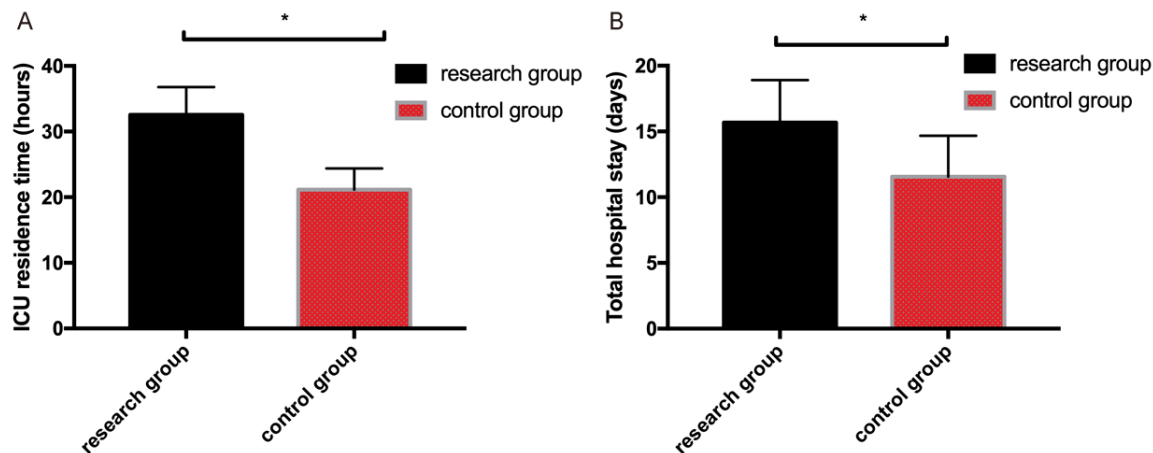 A
*
ICU residence time (hours)
40
30
20
10
0
research group
control group
research group
control group
B
*
Total hospital stay (days)
20
15
10
5
0
research group
control group
research group
control group